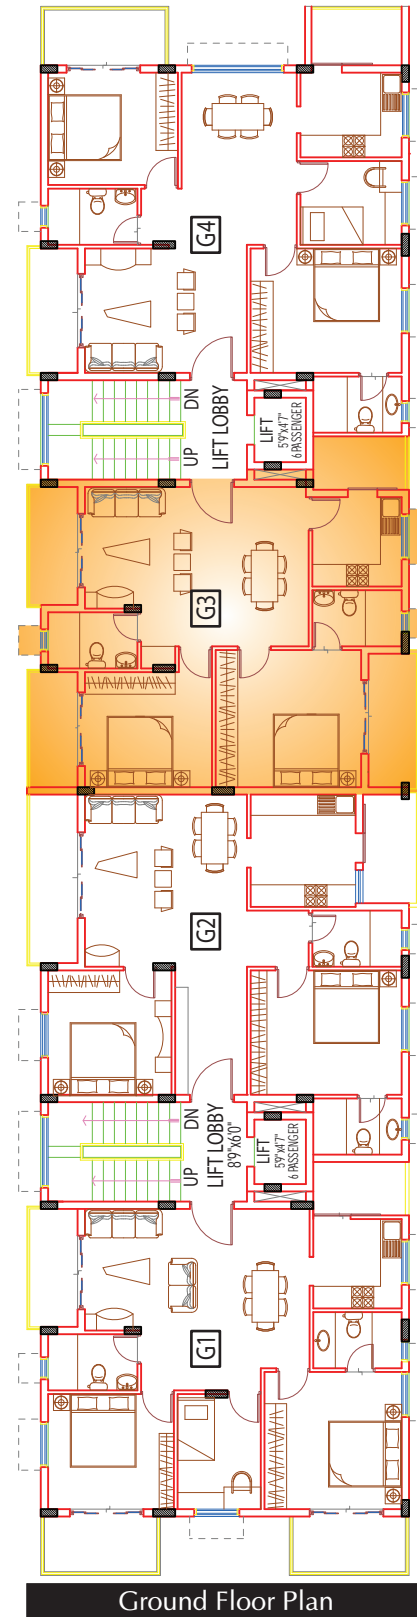 G4
DN
UP
LIFT LOBBY
LIFT
5'9"x4'7"
6 PASSENGER
G3
G2
DN
UP
LIFT LOBBY
8'9"x6'0"
LIFT
5'9"x4'7"
6 PASSENGER
G1
Ground Floor Plan